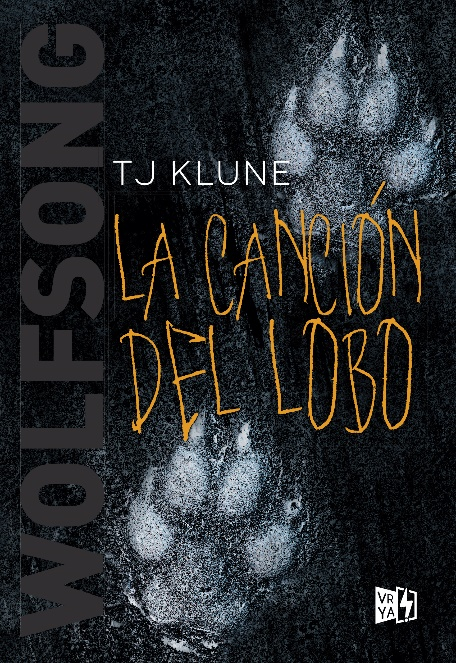 WOLFSONG
TJ KLUNE
LA CANCIÓN
DEL LOBO
VR
YA